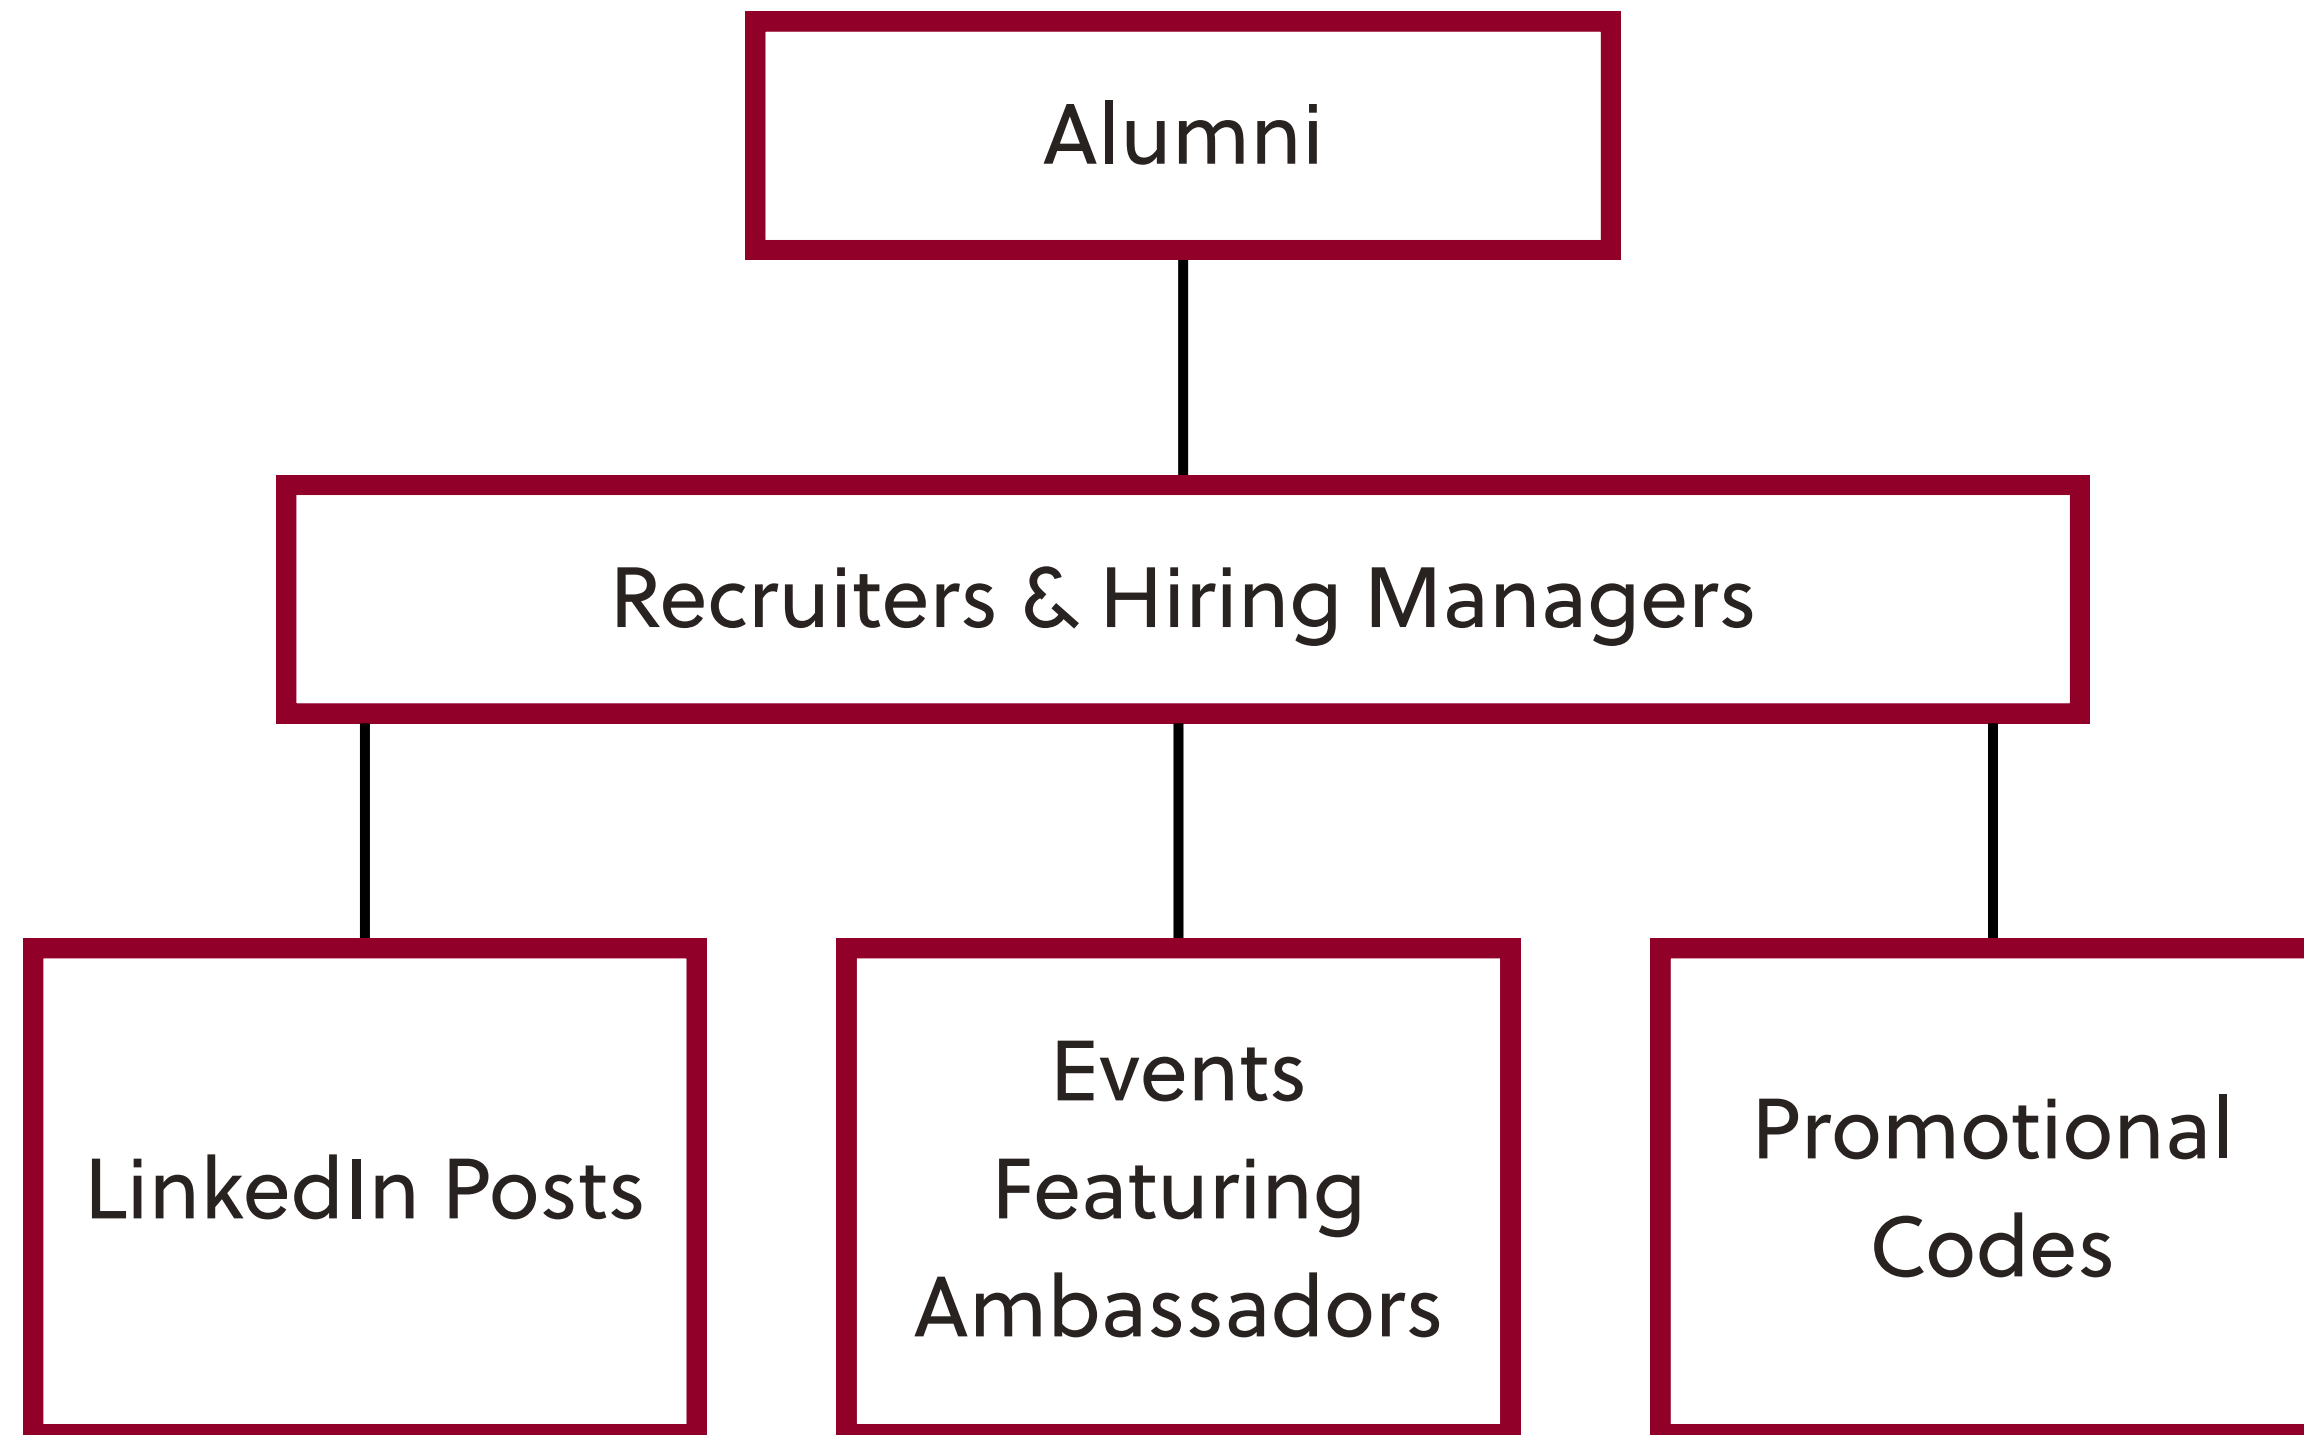 Alumni
Recruiters & Hiring Managers
LinkedIn Posts
Events
Featuring
Ambassadors
Promotional
Codes